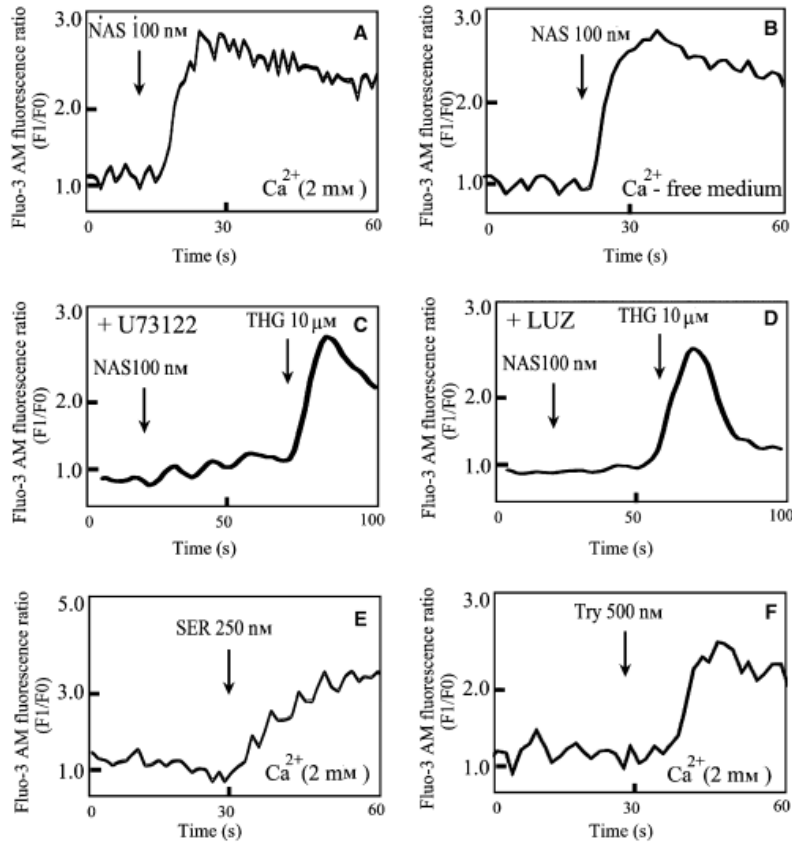 Fluo-3 AM fluorescence ratio
(F1/F0)
3.0
2.0
1.0
NAS 100 nM
A
Ca2+(2 mM )
0
30
60
Time (s)
Fluo-3 AM fluorescence ratio
(F1/F0)
3.0
2.0
1.0
NAS 100 nM
B
Ca2+- free medium
0
30
60
Time (s)
Fluo-3 AM fluorescence ratio
(F1/F0)
3.0
2.0
1.0
+ U73122
THG 10 μM
C
NAS100 nM
0
50
100
Time (s)
Fluo-3 AM fluorescence ratio
(F1/F0)
3.0
2.0
1.0
+ LUZ
THG 10 μM
D
NAS100 nM
0
50
100
Time (s)
Fluo-3 AM fluorescence ratio
(F1/F0)
5.0
3.0
1.0
SER 250 nM
E
Ca2+(2 mM )
0
30
60
Time (s)
Fluo-3 AM fluorescence ratio
(F1/F0)
3.0
2.0
1.0
Try 500 nM
F
Ca2+(2 mM )
0
30
60
Time (s)